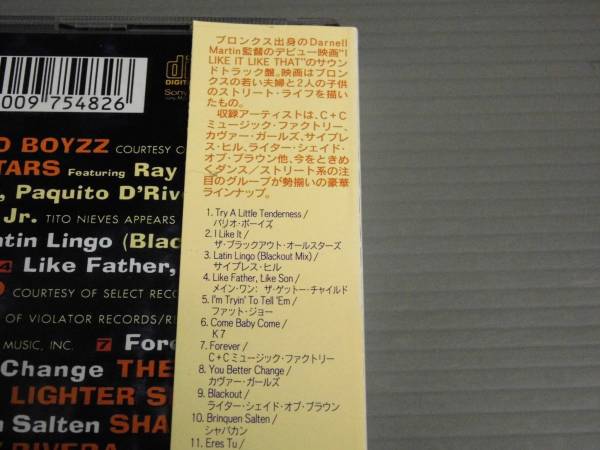 ブロンクス出身のDarnell
Martin監督のデビュー映画"I
LIKE IT LIKE THAT"のサウン
ドトラック盤。映画はブロン
クスの若い夫婦と2人の子供
のストリート・ライフを描い
たもの。
収録アーティストは、C+C
ミュージック・ファクトリー、
カヴァー・ガールズ、サイプレ
ス・ヒル、ライター・シェイド・
オブ・ブラウン他、今をときめ
くダンス/ストリート系の注
目のグループが勢揃いの豪華
ラインナップ。
1. Try A Little Tenderness /
バリオ・ボーイズ
2. I Like It /
ザ・ブラックアウト・オールスターズ
3. Latin Lingo (Blackout Mix) /
サイプレス・ヒル
4. Like Father, Like Son /
メイン・ワン：ザ・ゲットー・チャイルド
5. I'm Tryin' To Tell 'Em /
ファット・ジョー
6. Come Baby Come /
K7
7. Forever /
C+Cミュージック・ファクトリー
8. You Better Change /
カヴァー・ガールズ
9. Blackout /
ライター・シェイド・オブ・ブラウン
10. Brinquen Salten /
シャバカン
11. Eres Tu /
009 754826
DIGIT
Sony
O BOYZZ COURTESY C
TARS Featuring Ray
, Paquito D'Riv
Jr. TITO NIEVES APPEARS
atin Lingo (Black
4 Like Father,
O COURTESY OF SELECT REC
OF VIOLATOR RECORDS/R
MUSIC, INC. 7 For
Change THE
LIGHTER S
n Salten SHA
RIVERA